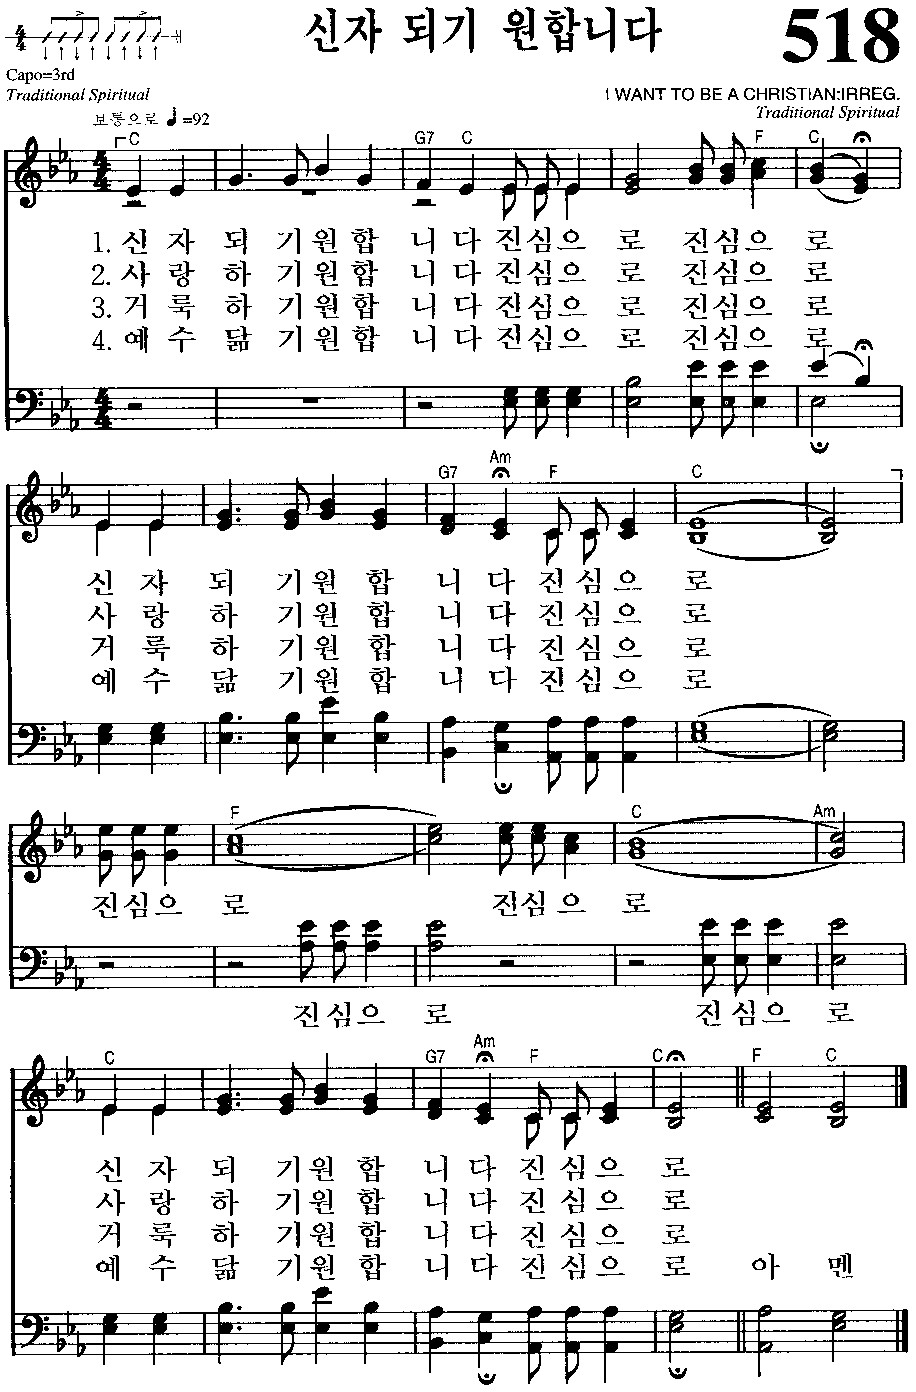 신자 되기 원합니다
518
Capo=3rd
Traditional Spiritual
I WANT TO BE A CHRISTIAN:IRREG.
Traditional Spiritual
보통으로 ♩=92
C G7 C F C
1. 신 자 되 기 원 합 니 다 진심으 로 진심으 로
2. 사 랑 하 기 원 합 니 다 진심으 로 진심으 로
3. 거 룩 하 기 원 합 니 다 진심으 로 진심으 로
4. 예 수 닮 기 원 합 니 다 진심으 로 진심으 로
G7 Am F C
신 자 되 기 원 합 니 다 진 심 으 로
사 랑 하 기 원 합 니 다 진 심 으 로
거 룩 하 기 원 합 니 다 진 심 으 로
예 수 닮 기 원 합 니 다 진 심 으 로
F C Am
진심으 로 진심으 로
진심으 로 진심으 로
C G7 Am F C F C
신 자 되 기 원 합 니 다 진 심 으 로
사 랑 하 기 원 합 니 다 진 심 으 로
거 룩 하 기 원 합 니 다 진 심 으 로
예 수 닮 기 원 합 니 다 진 심 으 로 아 멘